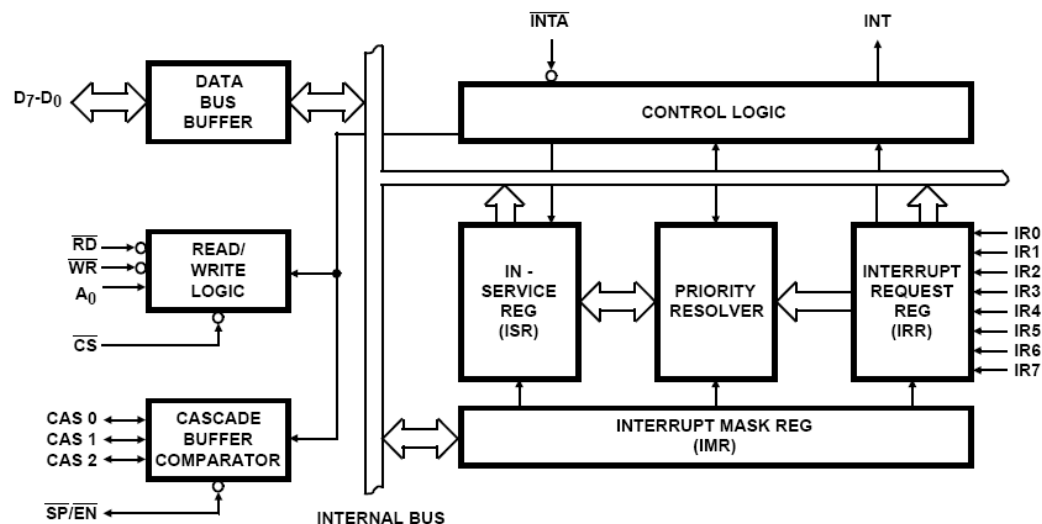 INTA
INT
D7-D0
DATA
BUS
BUFFER
CONTROL LOGIC
RD
WR
A0
READ/
WRITE
LOGIC
CS
IN -
SERVICE
REG
(ISR)
PRIORITY
RESOLVER
INTERRUPT
REQUEST
REG
(IRR)
IR0
IR1
IR2
IR3
IR4
IR5
IR6
IR7
CAS 0
CAS 1
CAS 2
CASCADE
BUFFER
COMPARATOR
INTERRUPT MASK REG
(IMR)
SP/EN
INTERNAL BUS